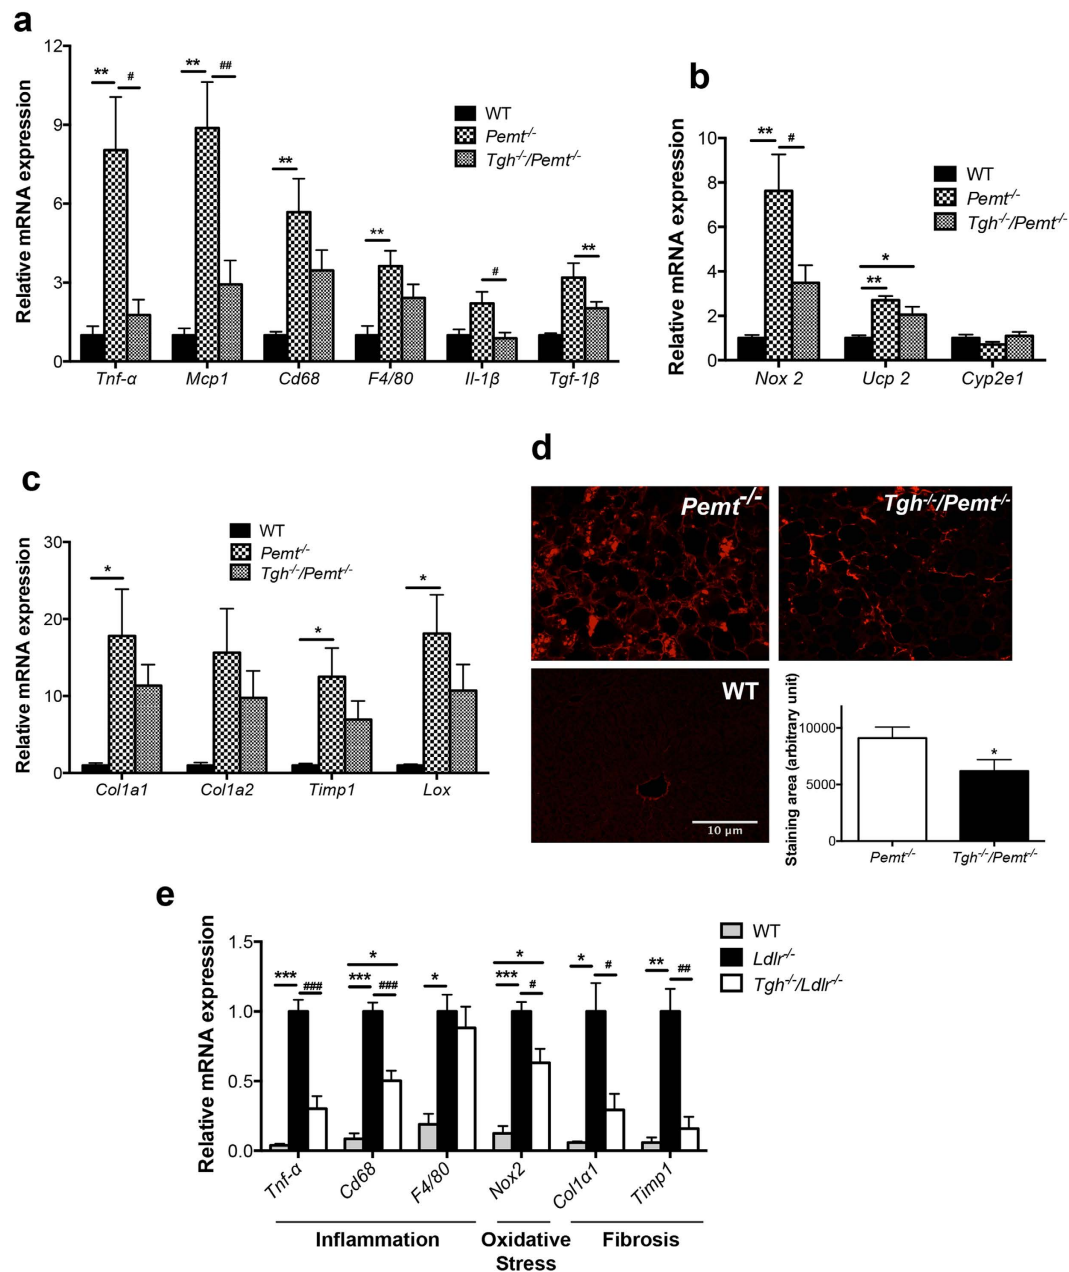 a
Relative mRNA expression
12
9
6
3
0
** # ** ## ** ** # **
WT
Pemt-/-
Tgh-/-/Pemt-/-
Tnf-α Mcp1 Cd68 F4/80 Il-1β Tgf-1β
b
Relative mRNA expression
10
8
6
4
2
0
** # ** *
WT
Pemt-/-
Tgh-/-/Pemt-/-
Nox 2 Ucp 2 Cyp2e1
c
Relative mRNA expression
30
20
10
0
* * *
WT
Pemt-/-
Tgh-/-/Pemt-/-
Col1a1 Col1a2 Timp1 Lox
d
Pemt-/-
Tgh-/-/Pemt-/-
WT
10 µm
Staining area (arbitrary unit)
10000
5000
0
*
Pemt-/- Tgh-/-/Pemt-/-
e
Relative mRNA expression
1.5
1.0
0.5
0.0
*** ### * *** ### * * *** # * # ** ##
WT
Ldlr-/-
Tgh-/-/Ldlr-/-
Tnf-α Cd68 F4/80 Nox2 Col1α1 Timp1
Inflammation Oxidative Fibrosis
Stress